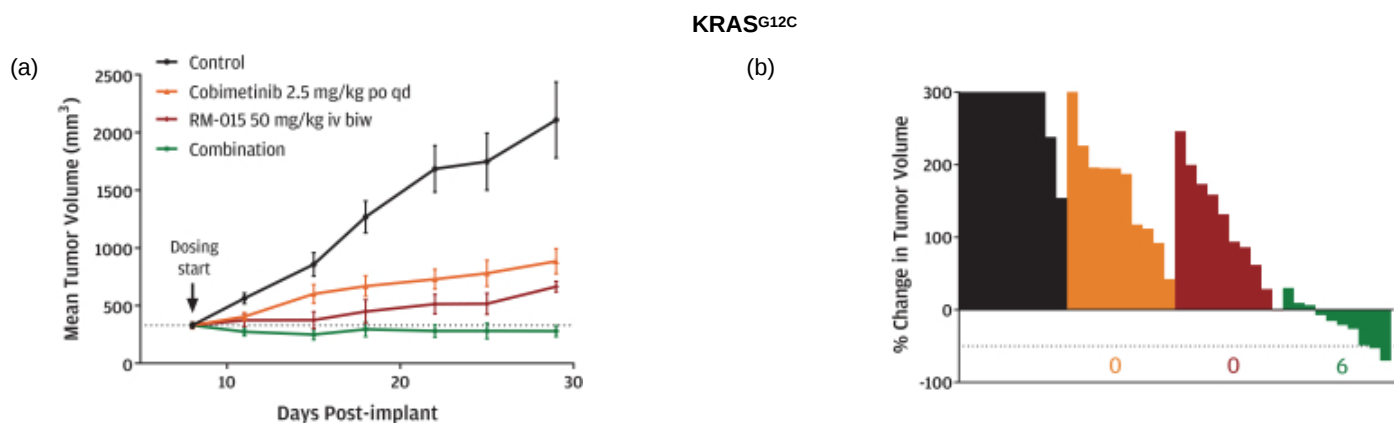 KRASG12C
(a)
Control
Cobimetinib 2.5 mg/kg po qd
RM-015 50 mg/kg iv biw
Combination
Mean Tumor Volume (mm3)
2500
2000
1500
1000
500
0
Dosing
start
10
20
30
Days Post-implant
(b)
% Change in Tumor Volume
300
200
100
0
-100
0
0
6